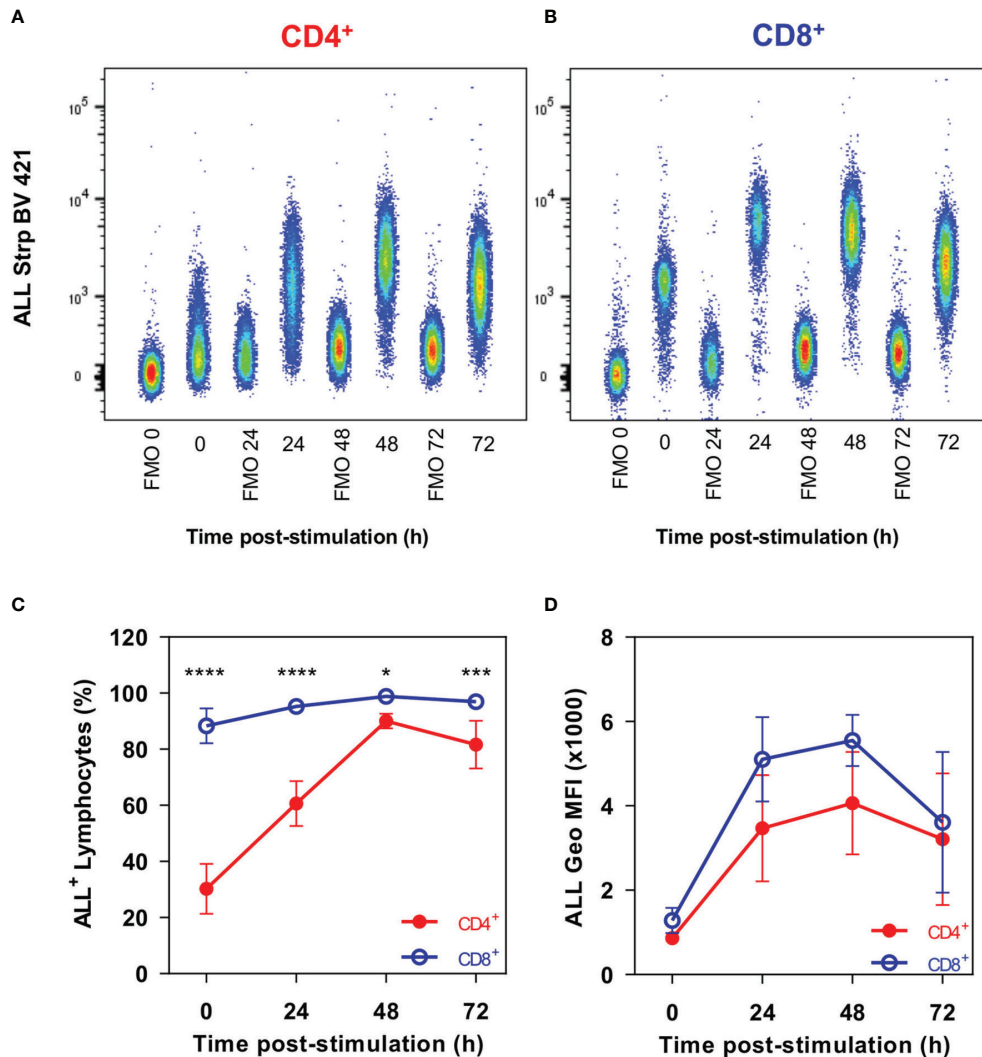 A
B
CD4⁺
CD8⁺
ALL Strp BV 421
10⁵
10⁴
10³
0
10⁵
10⁴
10³
0
FMO 0
0
FMO 24
24
FMO 48
48
FMO 72
72
FMO 0
0
FMO 24
24
FMO 48
48
FMO 72
72
Time post-stimulation (h)
Time post-stimulation (h)
C
D
ALL⁺ Lymphocytes (%)
120
100
80
60
40
20
0
**** **** * ***
CD4⁺
CD8⁺
0 24 48 72
Time post-stimulation (h)
ALL Geo MFI (x1000)
8
6
4
2
0
CD4⁺
CD8⁺
0 24 48 72
Time post-stimulation (h)